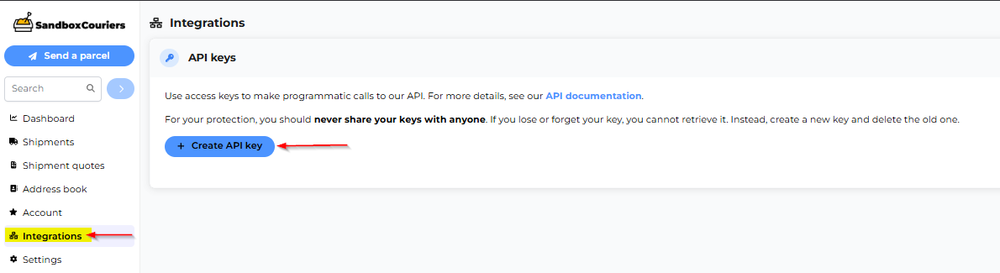 SandboxCouriers
Send a parcel
Search
Dashboard
Shipments
Shipment quotes
Address book
Account
Integrations
Settings
Integrations
API keys
Use access keys to make programmatic calls to our API. For more details, see our API documentation.
For your protection, you should never share your keys with anyone. If you lose or forget your key, you cannot retrieve it. Instead, create a new key and delete the old one.
+ Create API key